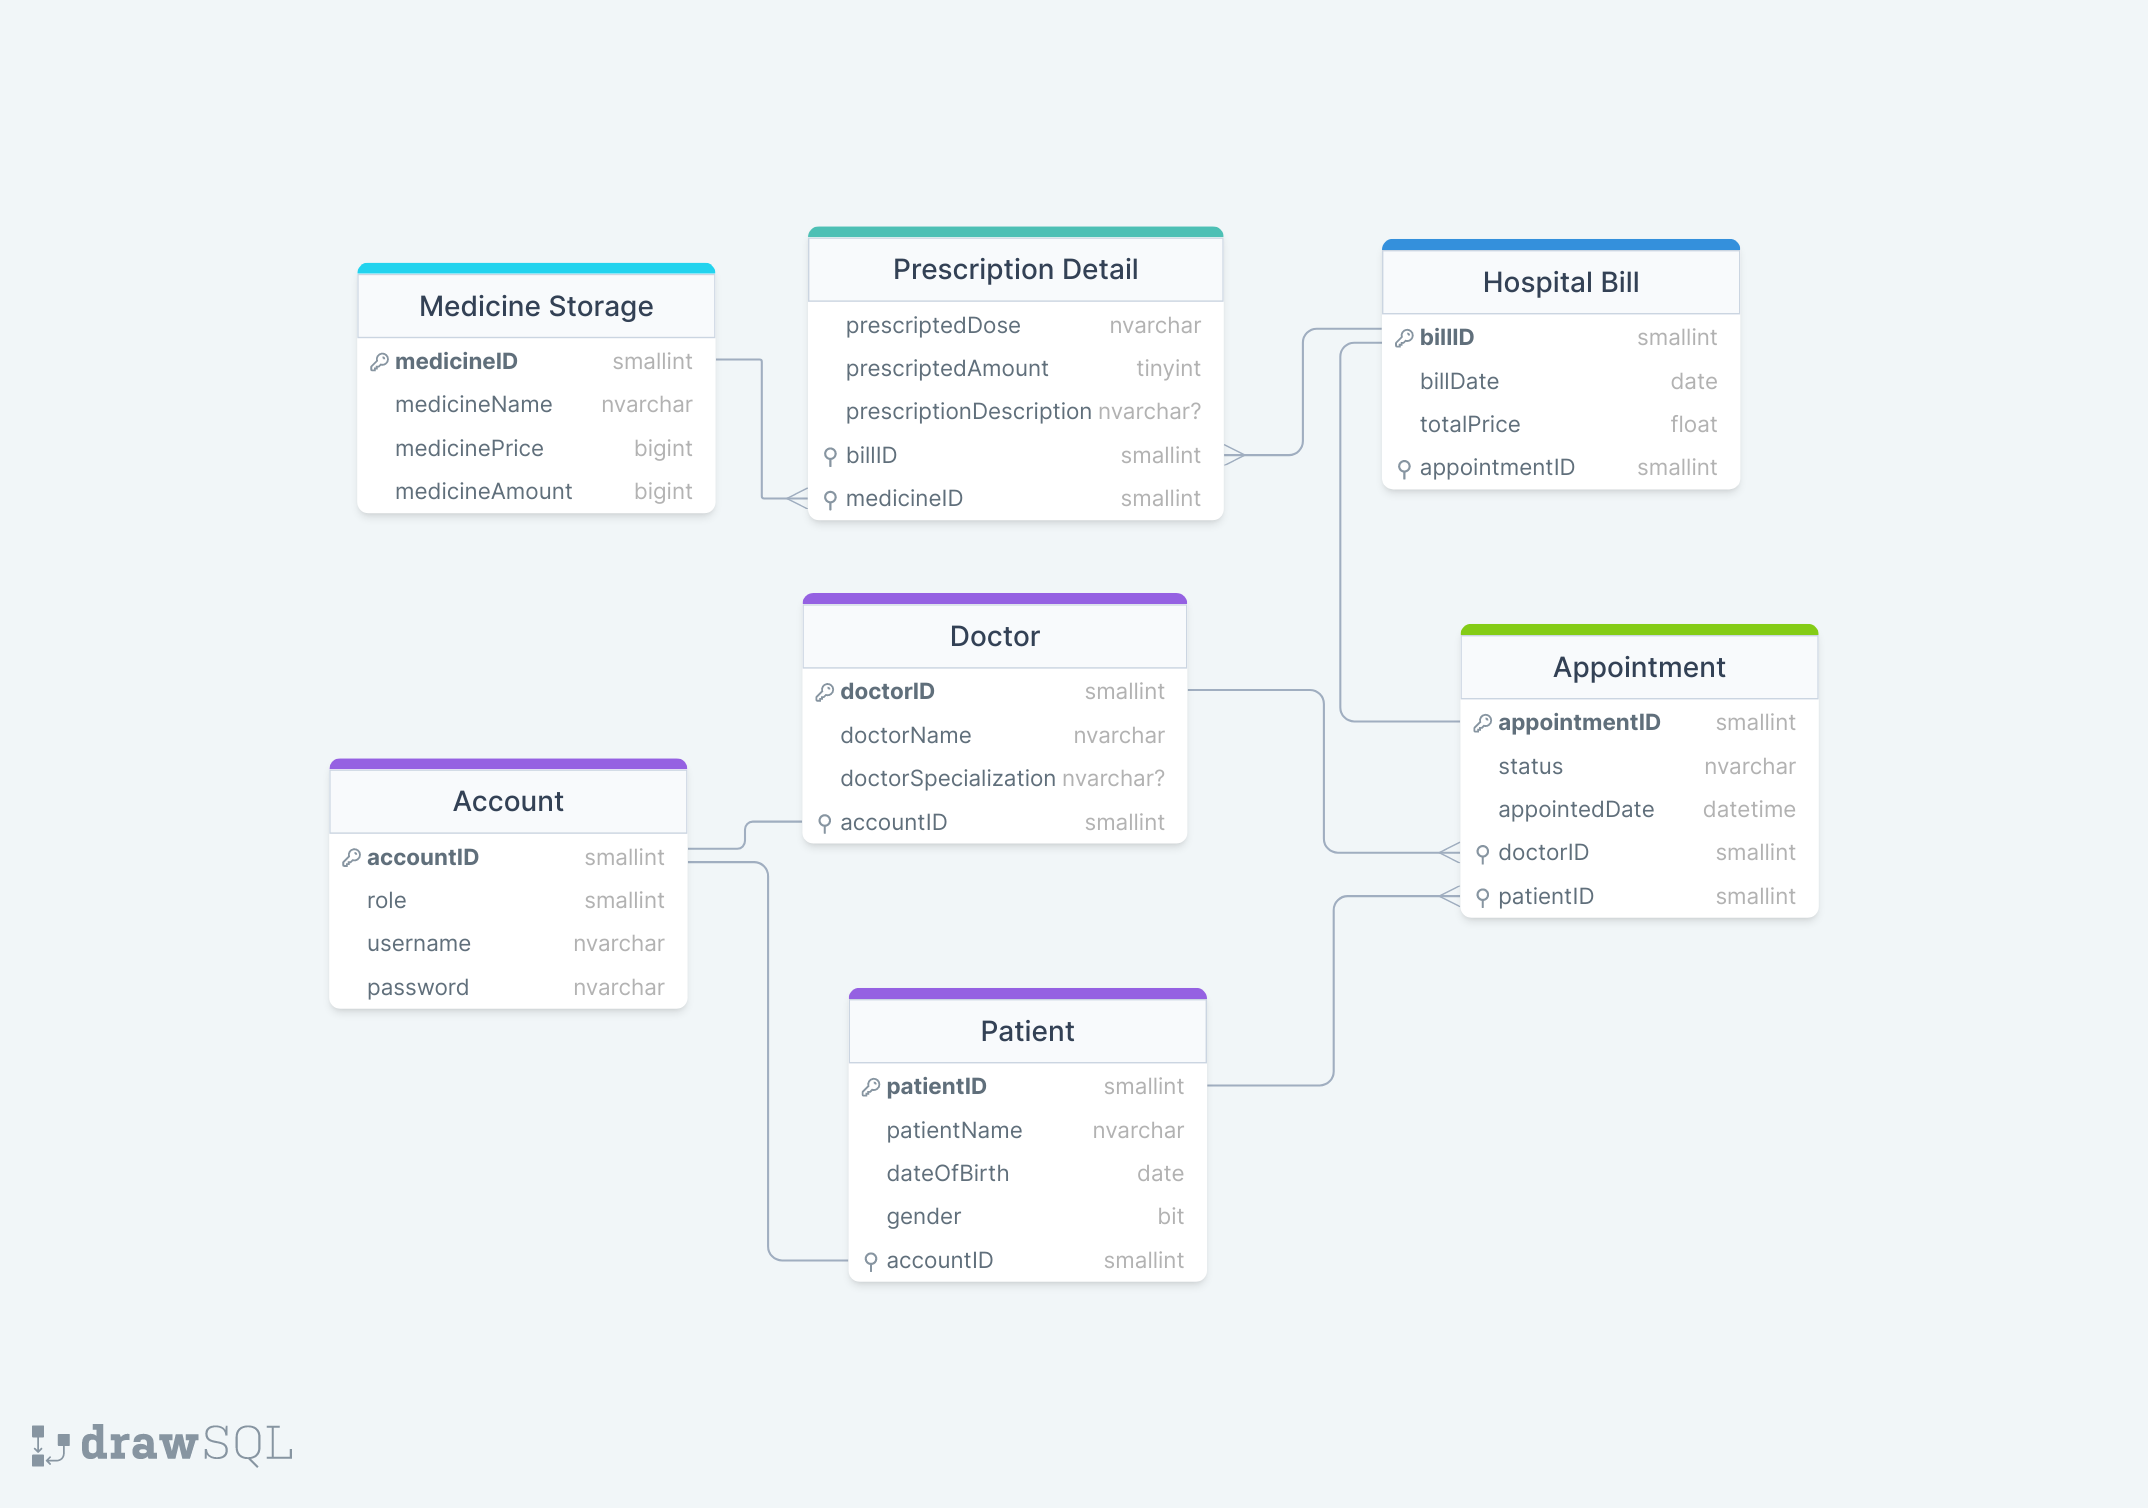 Medicine Storage
medicineID smallint
medicineName nvarchar
medicinePrice bigint
medicineAmount bigint
Prescription Detail
prescriptedDose nvarchar
prescriptedAmount tinyint
prescriptionDescription nvarchar?
billID smallint
medicineID smallint
Hospital Bill
billID smallint
billDate date
totalPrice float
appointmentID smallint
Doctor
doctorID smallint
doctorName nvarchar
doctorSpecialization nvarchar?
accountID smallint
Appointment
appointmentID smallint
status nvarchar
appointedDate datetime
doctorID smallint
patientID smallint
Account
accountID smallint
role smallint
username nvarchar
password nvarchar
Patient
patientID smallint
patientName nvarchar
dateOfBirth date
gender bit
accountID smallint
drawSQL